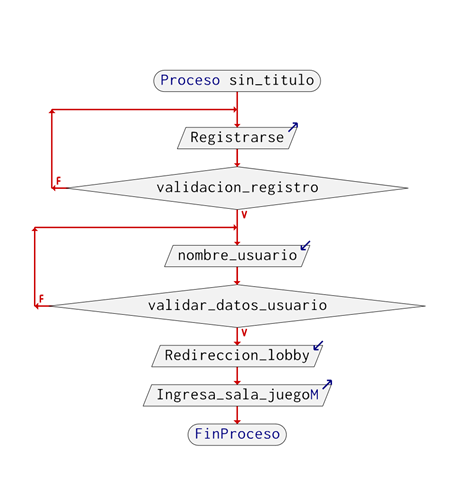 Proceso sin_titulo
Registrarse
validacion_registro
F
V
nombre_usuario
validar_datos_usuario
F
V
Redireccion_lobby
Ingresa_sala_juegoM
FinProceso